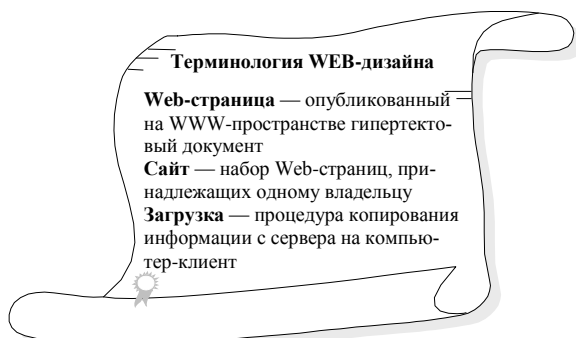 Терминология WEB-дизайна
Web-страница — опубликованный
на WWW-пространстве гипертекто-
вый документ
Сайт — набор Web-страниц, при-
надлежащих одному владельцу
Загрузка — процедура копирования
информации с сервера на компью-
тер-клиент